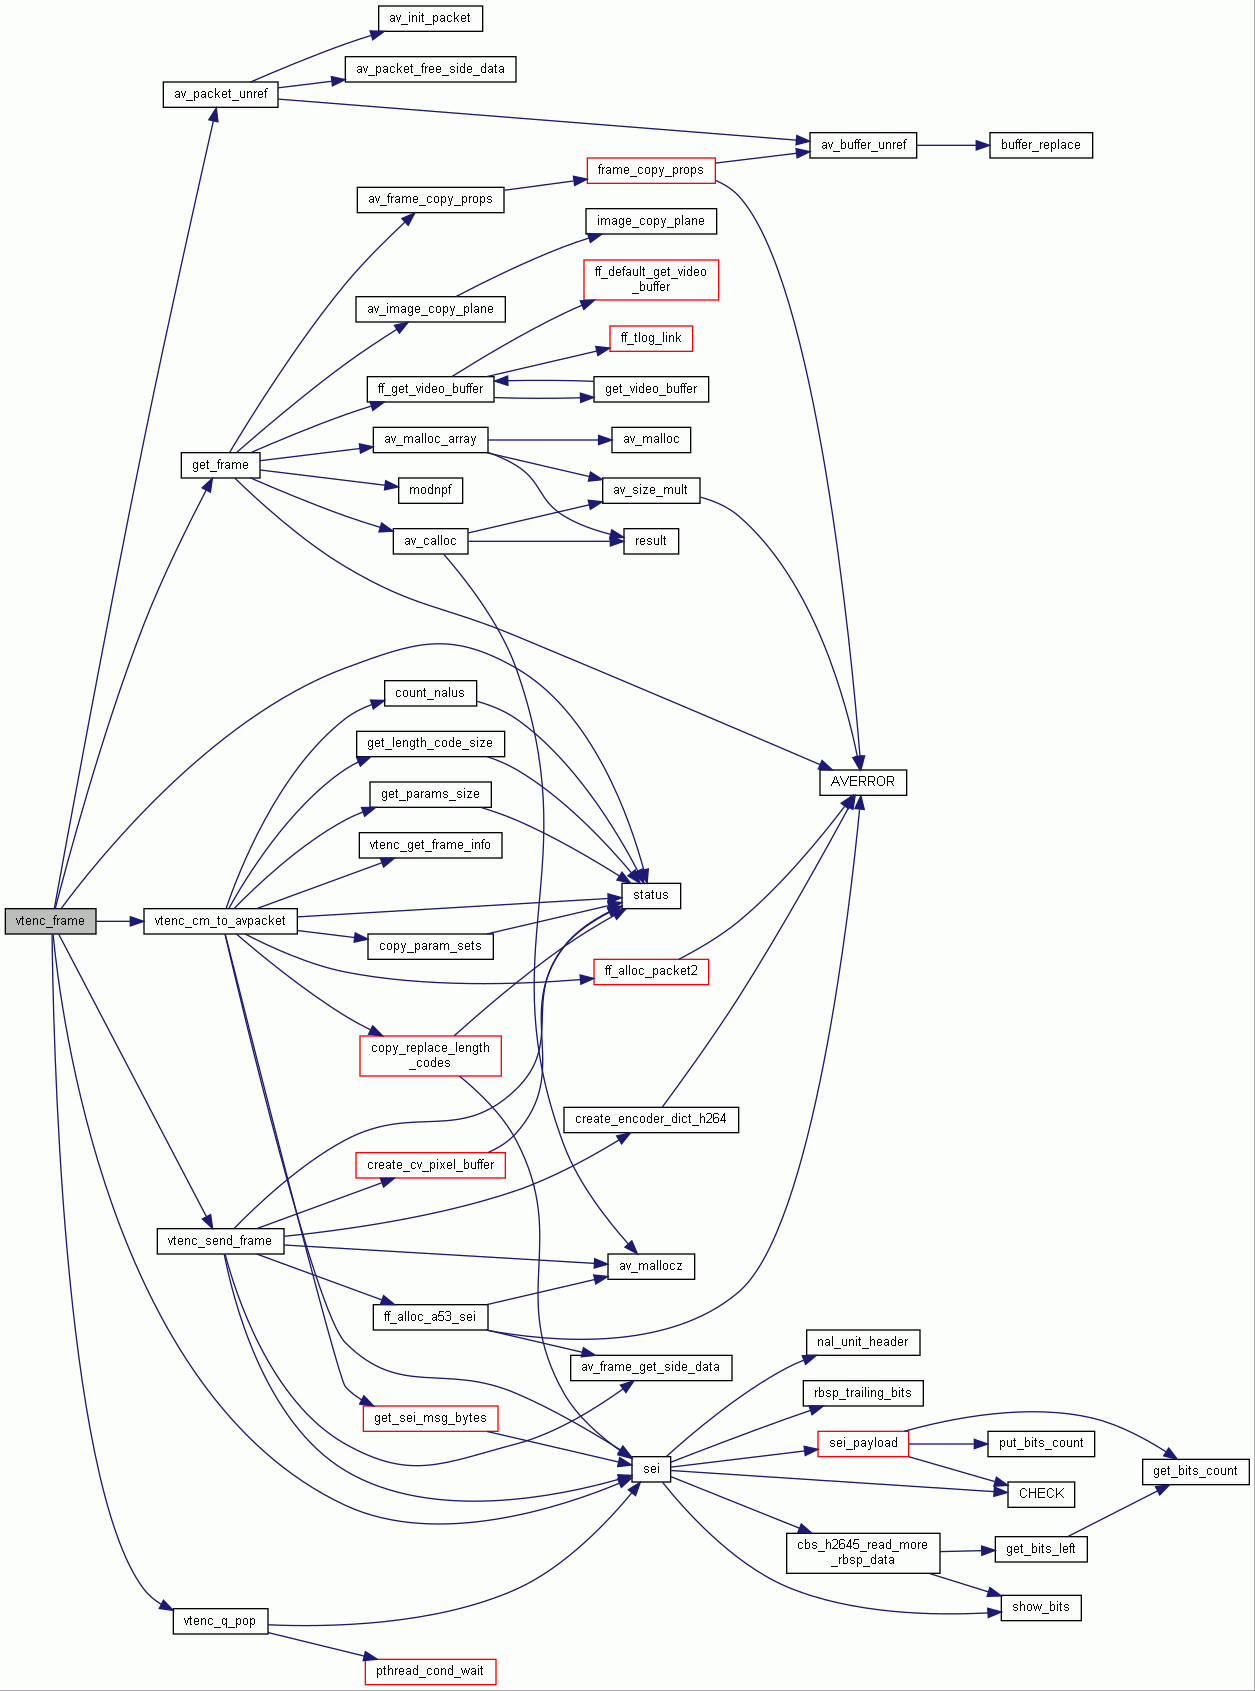 av_init_packet
av_packet_free_side_data
av_packet_unref
av_buffer_unref
buffer_replace
frame_copy_props
av_frame_copy_props
image_copy_plane
ff_default_get_video
_buffer
av_image_copy_plane
ff_tlog_link
ff_get_video_buffer
get_video_buffer
av_malloc_array
av_malloc
get_frame
modnpf
av_size_mult
av_calloc
result
count_nalus
get_length_code_size
AVERROR
get_params_size
vtenc_get_frame_info
status
vtenc_frame
vtenc_cm_to_avpacket
copy_param_sets
ff_alloc_packet2
copy_replace_length
_codes
create_encoder_dict_h264
create_cv_pixel_buffer
vtenc_send_frame
av_mallocz
ff_alloc_a53_sei
nal_unit_header
av_frame_get_side_data
rbsp_trailing_bits
get_sei_msg_bytes
sei_payload
put_bits_count
sei
get_bits_count
CHECK
cbs_h2645_read_more
_rbsp_data
get_bits_left
show_bits
vtenc_q_pop
pthread_cond_wait